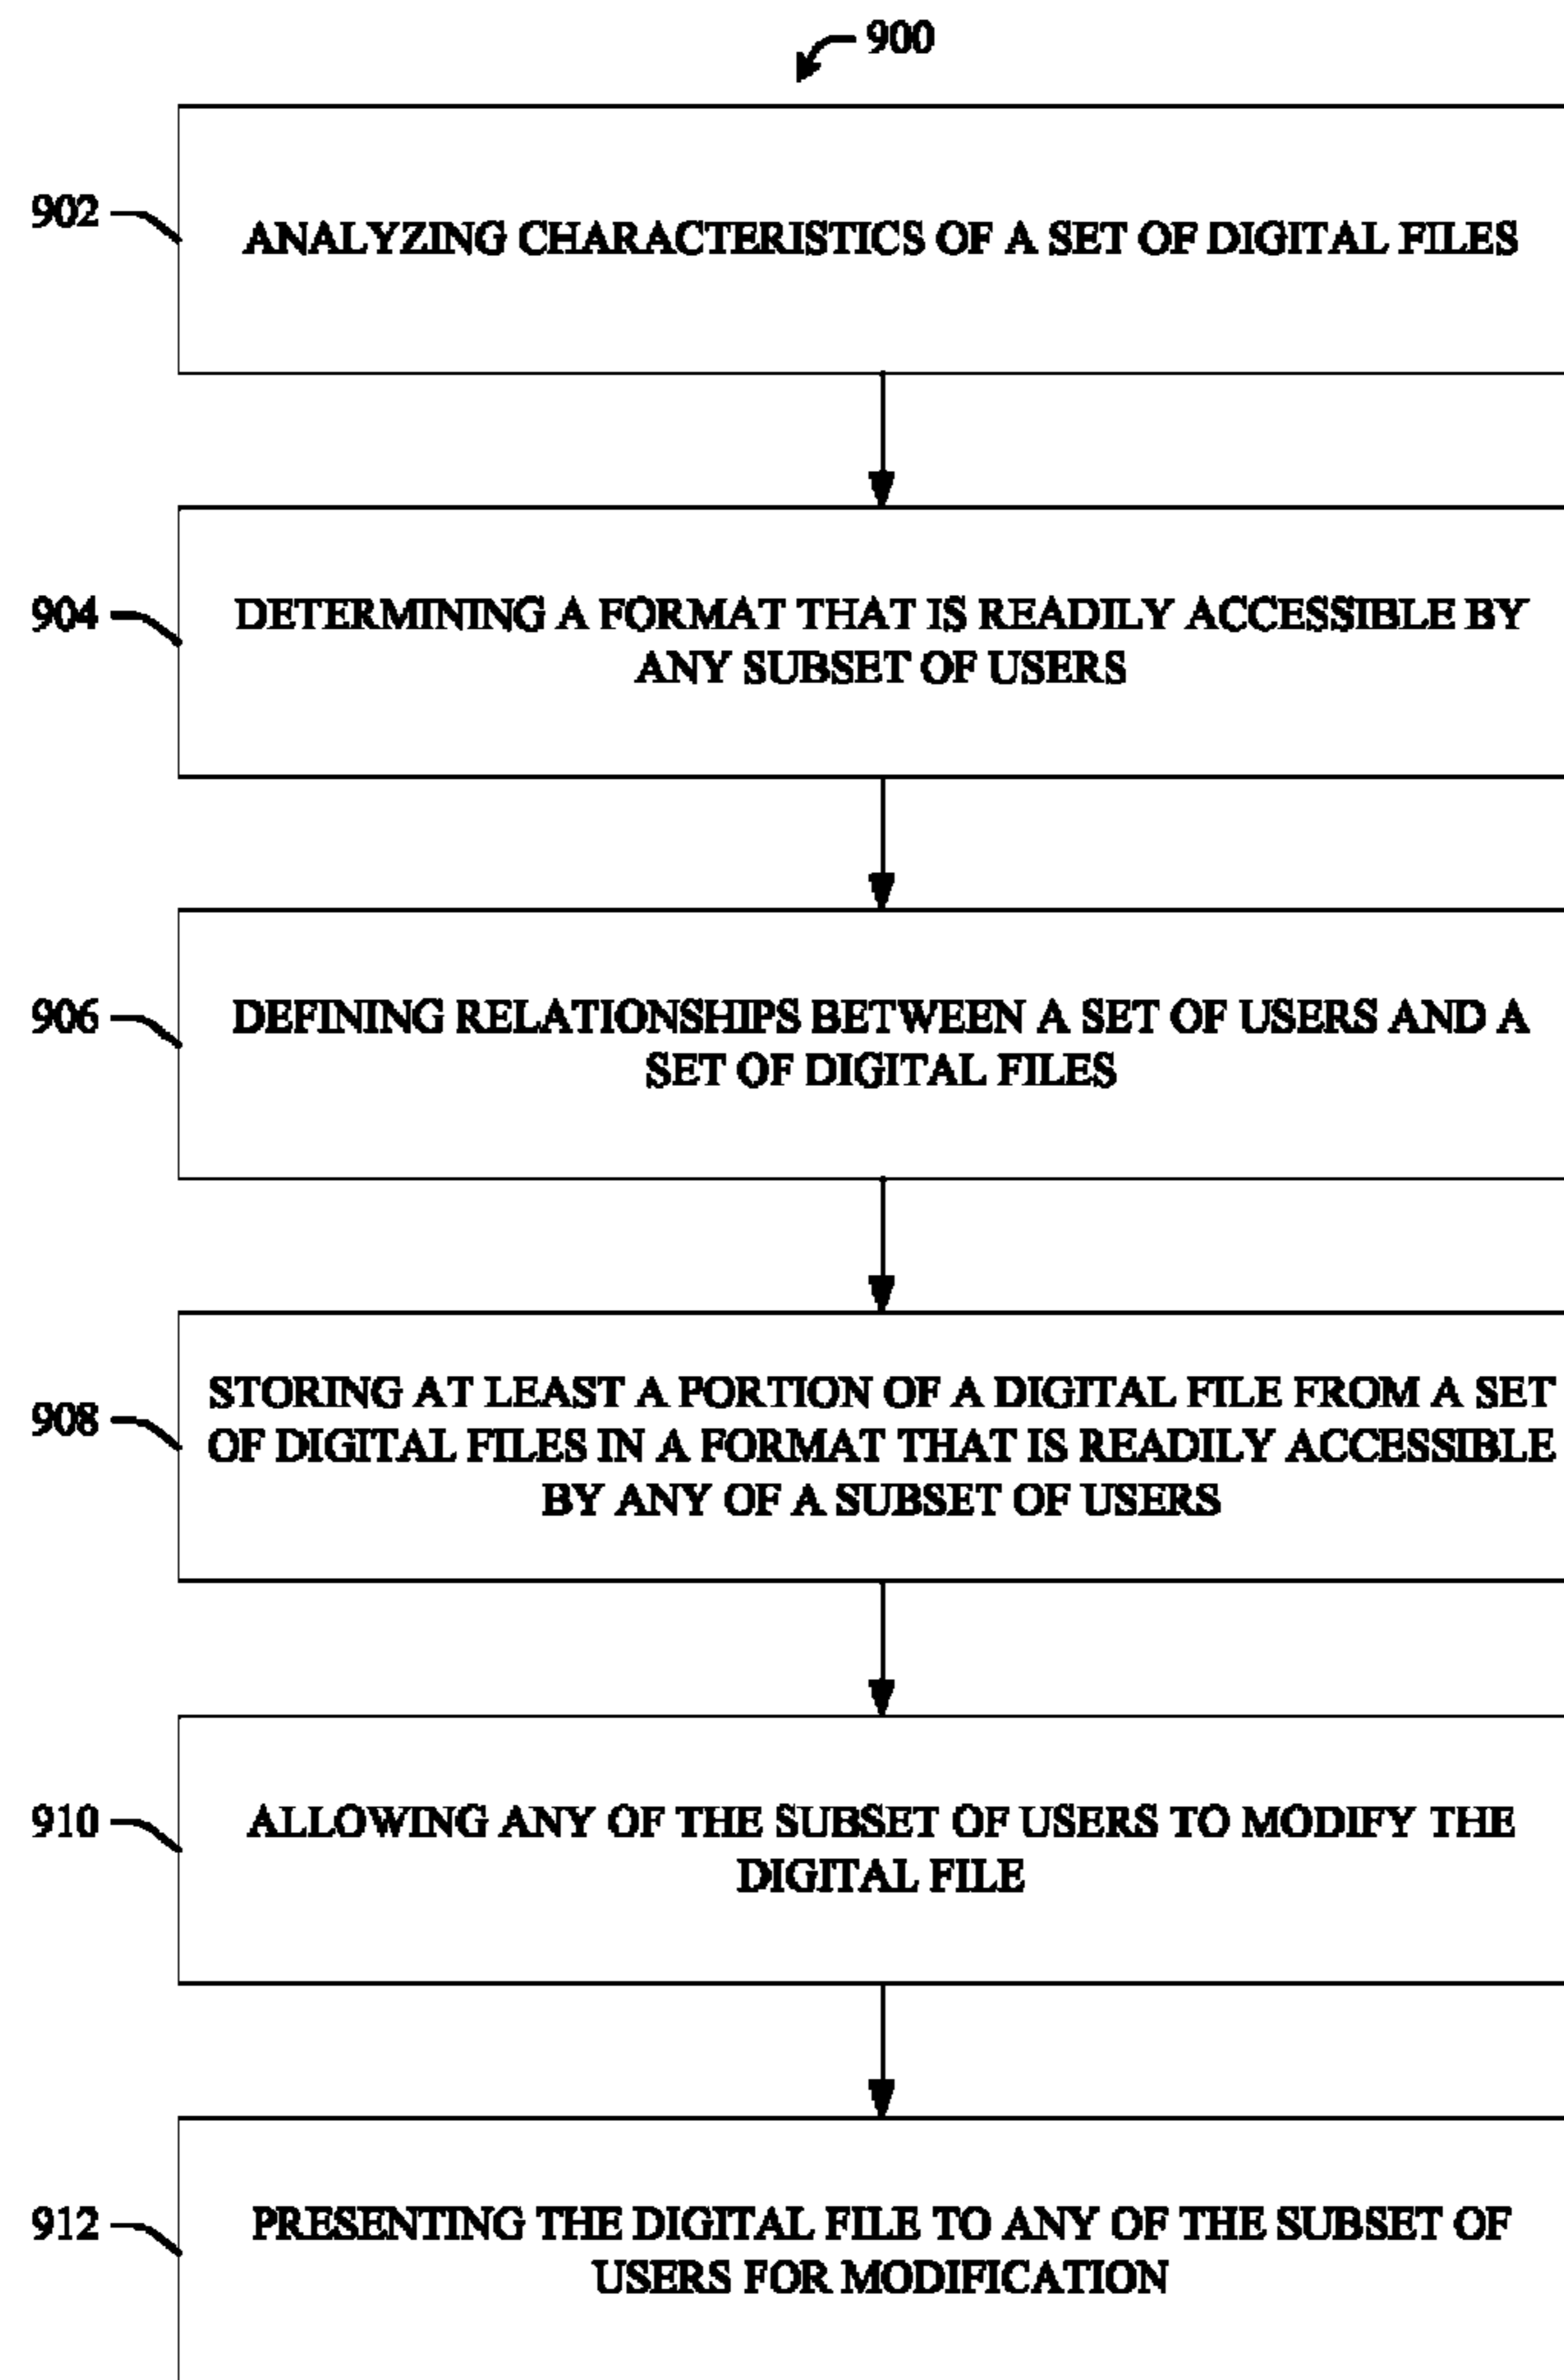 900
902
ANALYZING CHARACTERISTICS OF A SET OF DIGITAL FILES
904
DETERMINING A FORMAT THAT IS READILY ACCESSIBLE BY
ANY SUBSET OF USERS
906
DEFINING RELATIONSHIPS BETWEEN A SET OF USERS AND A
SET OF DIGITAL FILES
908
STORING AT LEAST A PORTION OF A DIGITAL FILE FROM A SET
OF DIGITAL FILES IN A FORMAT THAT IS READILY ACCESSIBLE
BY ANY OF A SUBSET OF USERS
910
ALLOWING ANY OF THE SUBSET OF USERS TO MODIFY THE
DIGITAL FILE
912
PRESENTING THE DIGITAL FILE TO ANY OF THE SUBSET OF
USERS FOR MODIFICATION